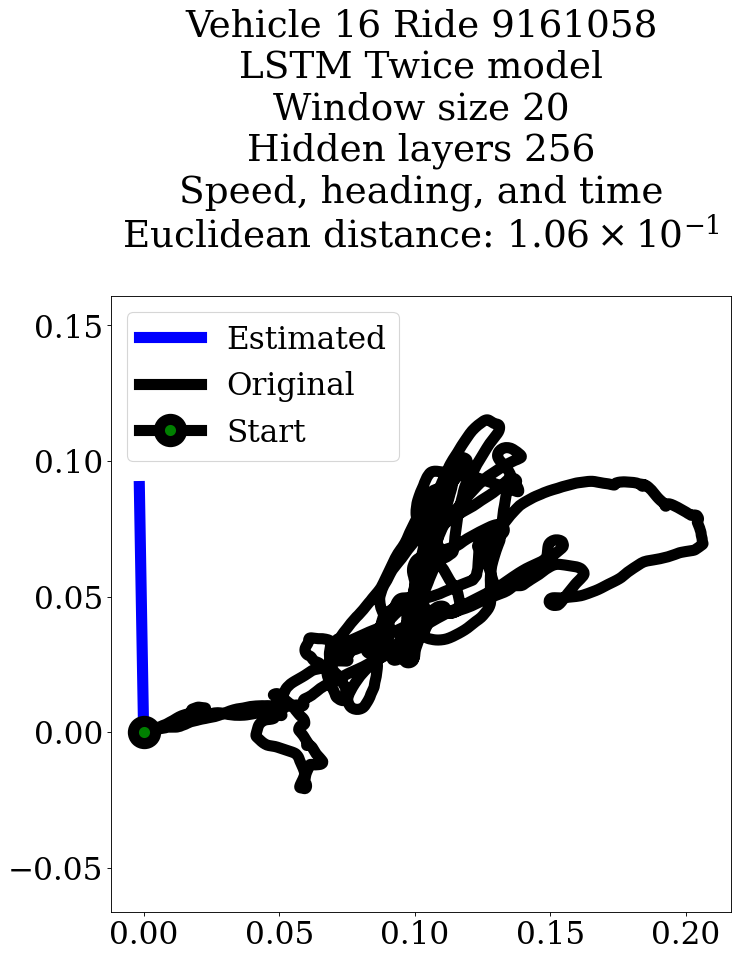 Vehicle 16 Ride 9161058
LSTM Twice model
Window size 20
Hidden layers 256
Speed, heading, and time
Euclidean distance: 1.06 × 10⁻¹
Estimated
Original
Start
0.15
0.10
0.05
0.00
−0.05
0.00 0.05 0.10 0.15 0.20